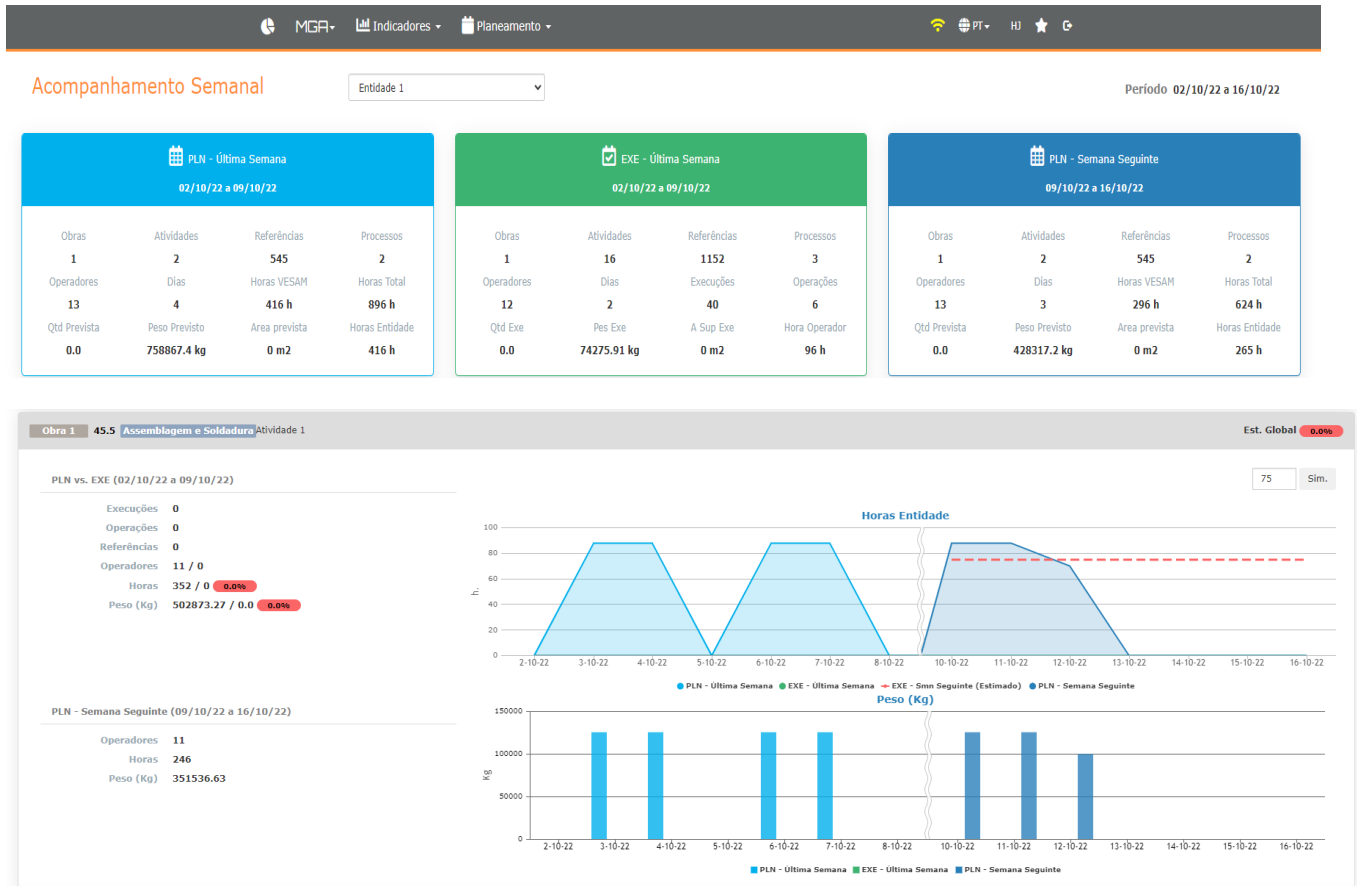 MGA Indicadores Planeamento PT HJ
Acompanhamento Semanal Entidade 1 Período 02/10/22 a 16/10/22
PLN - Última Semana
02/10/22 a 09/10/22
Obras Atividades Referências Processos
1 2 545 2
Operadores Dias Horas VESAM Horas Total
13 4 416 h 896 h
Qtd Prevista Peso Previsto Area prevista Horas Entidade
0.0 758867.4 kg 0 m2 416 h
EXE - Última Semana
02/10/22 a 09/10/22
Obras Atividades Referências Processos
1 16 1152 3
Operadores Dias Execuções Operações
12 2 40 6
Qtd Exe Pes Exe A Sup Exe Hora Operador
0.0 74275.91 kg 0 m2 96 h
PLN - Semana Seguinte
09/10/22 a 16/10/22
Obras Atividades Referências Processos
1 2 545 2
Operadores Dias Horas VESAM Horas Total
13 3 296 h 624 h
Qtd Prevista Peso Previsto Area prevista Horas Entidade
0.0 428317.2 kg 0 m2 265 h
Obra 1 45.5 Assemblagem e Soldadura Atividade 1 Est. Global 0.0%
PLN vs. EXE (02/10/22 a 09/10/22)
Execuções 0
Operações 0
Referências 0
Operadores 11 / 0
Horas 352 / 0 0.0%
Peso (Kg) 502873.27 / 0.0 0.0%
75 Sim.
Horas Entidade
100
80
60
40
20
0
h.
2-10-22 3-10-22 4-10-22 5-10-22 6-10-22 7-10-22 8-10-22 10-10-22 11-10-22 12-10-22 13-10-22 14-10-22 15-10-22 16-10-22
PLN - Última Semana EXE - Última Semana EXE - Smn Seguinte (Estimado) PLN - Semana Seguinte
PLN - Semana Seguinte (09/10/22 a 16/10/22)
Operadores 11
Horas 246
Peso (Kg) 351536.63
Peso (Kg)
150000
100000
50000
0
Kg
2-10-22 3-10-22 4-10-22 5-10-22 6-10-22 7-10-22 8-10-22 10-10-22 11-10-22 12-10-22 13-10-22 14-10-22 15-10-22 16-10-22
PLN - Última Semana EXE - Última Semana PLN - Semana Seguinte